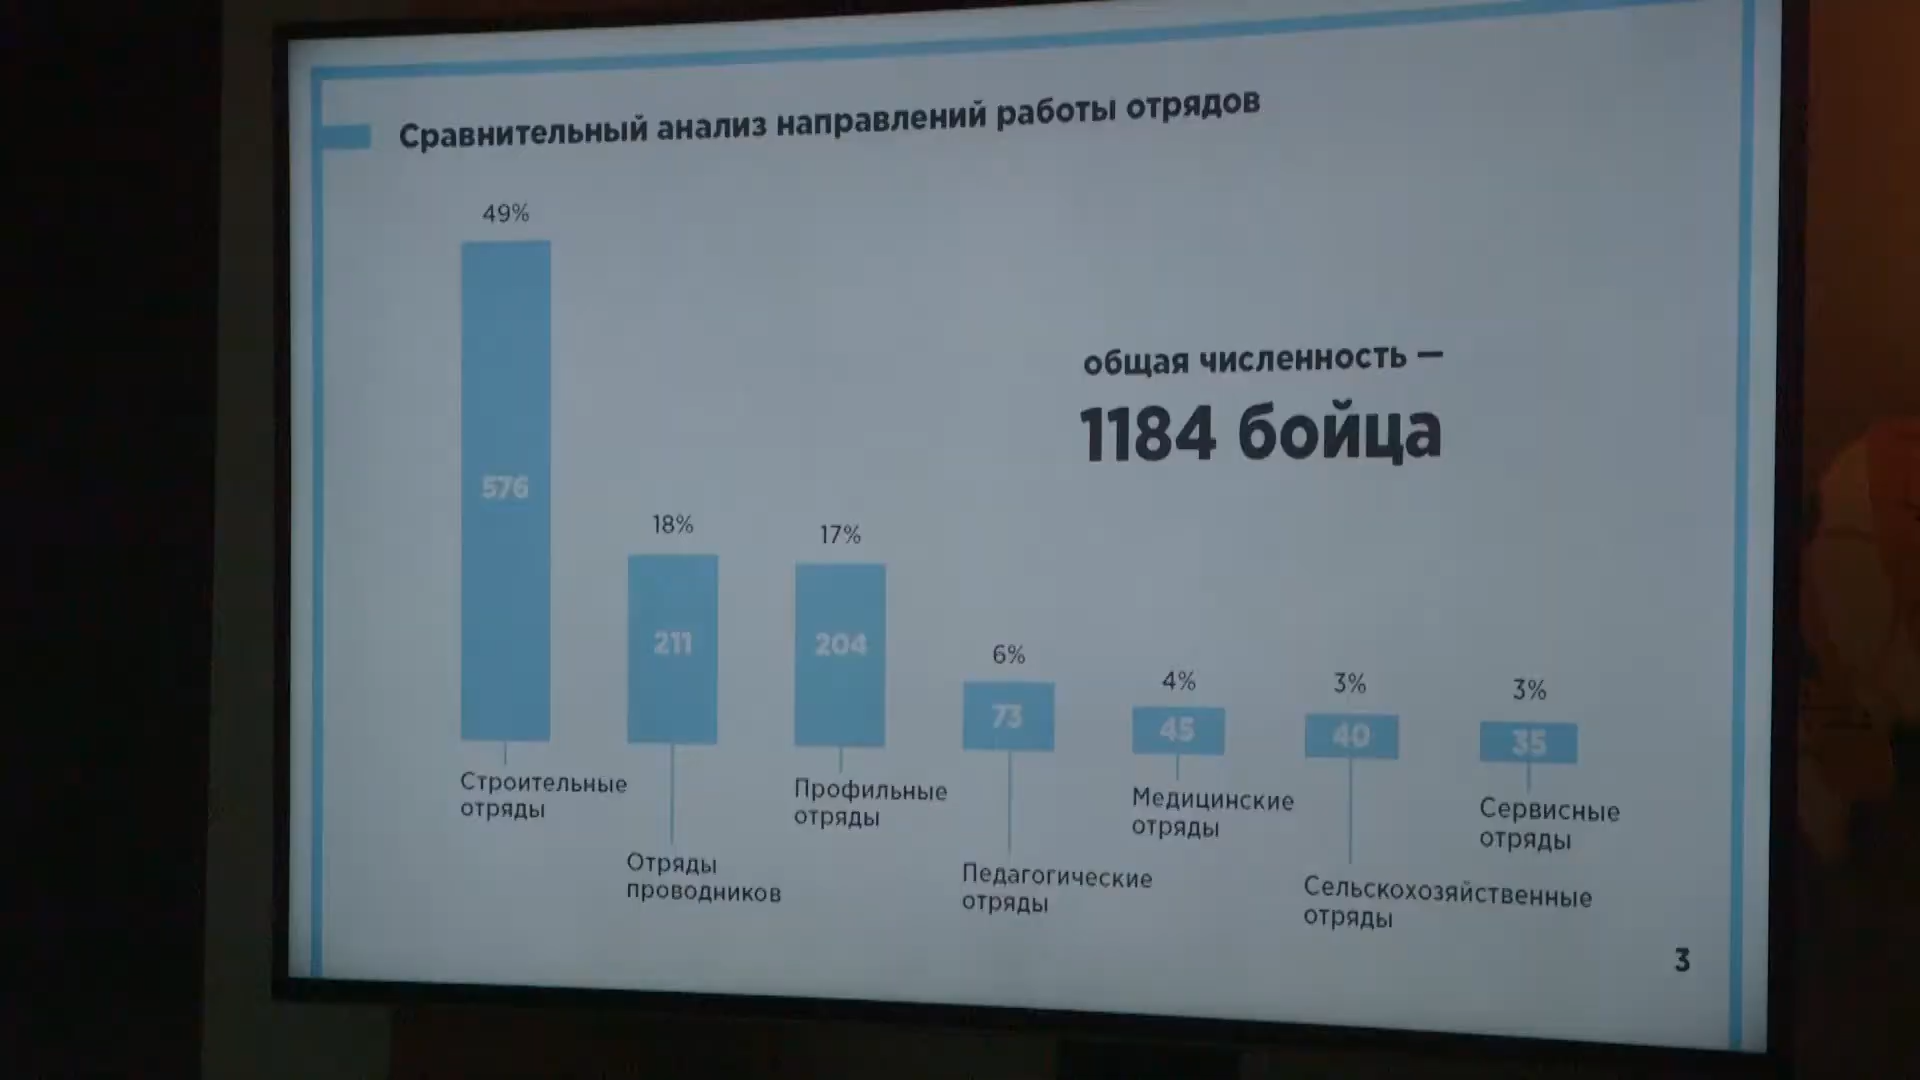 Сравнительный анализ направлений работы отрядов
49%
576
18%
211
17%
204
6%
73
4%
45
3%
40
3%
35
общая численность —
1184 бойца
Строительные
отряды
Отряды
проводников
Профильные
отряды
Педагогические
отряды
Медицинские
отряды
Сельскохозяйственные
отряды
Сервисные
отряды
3